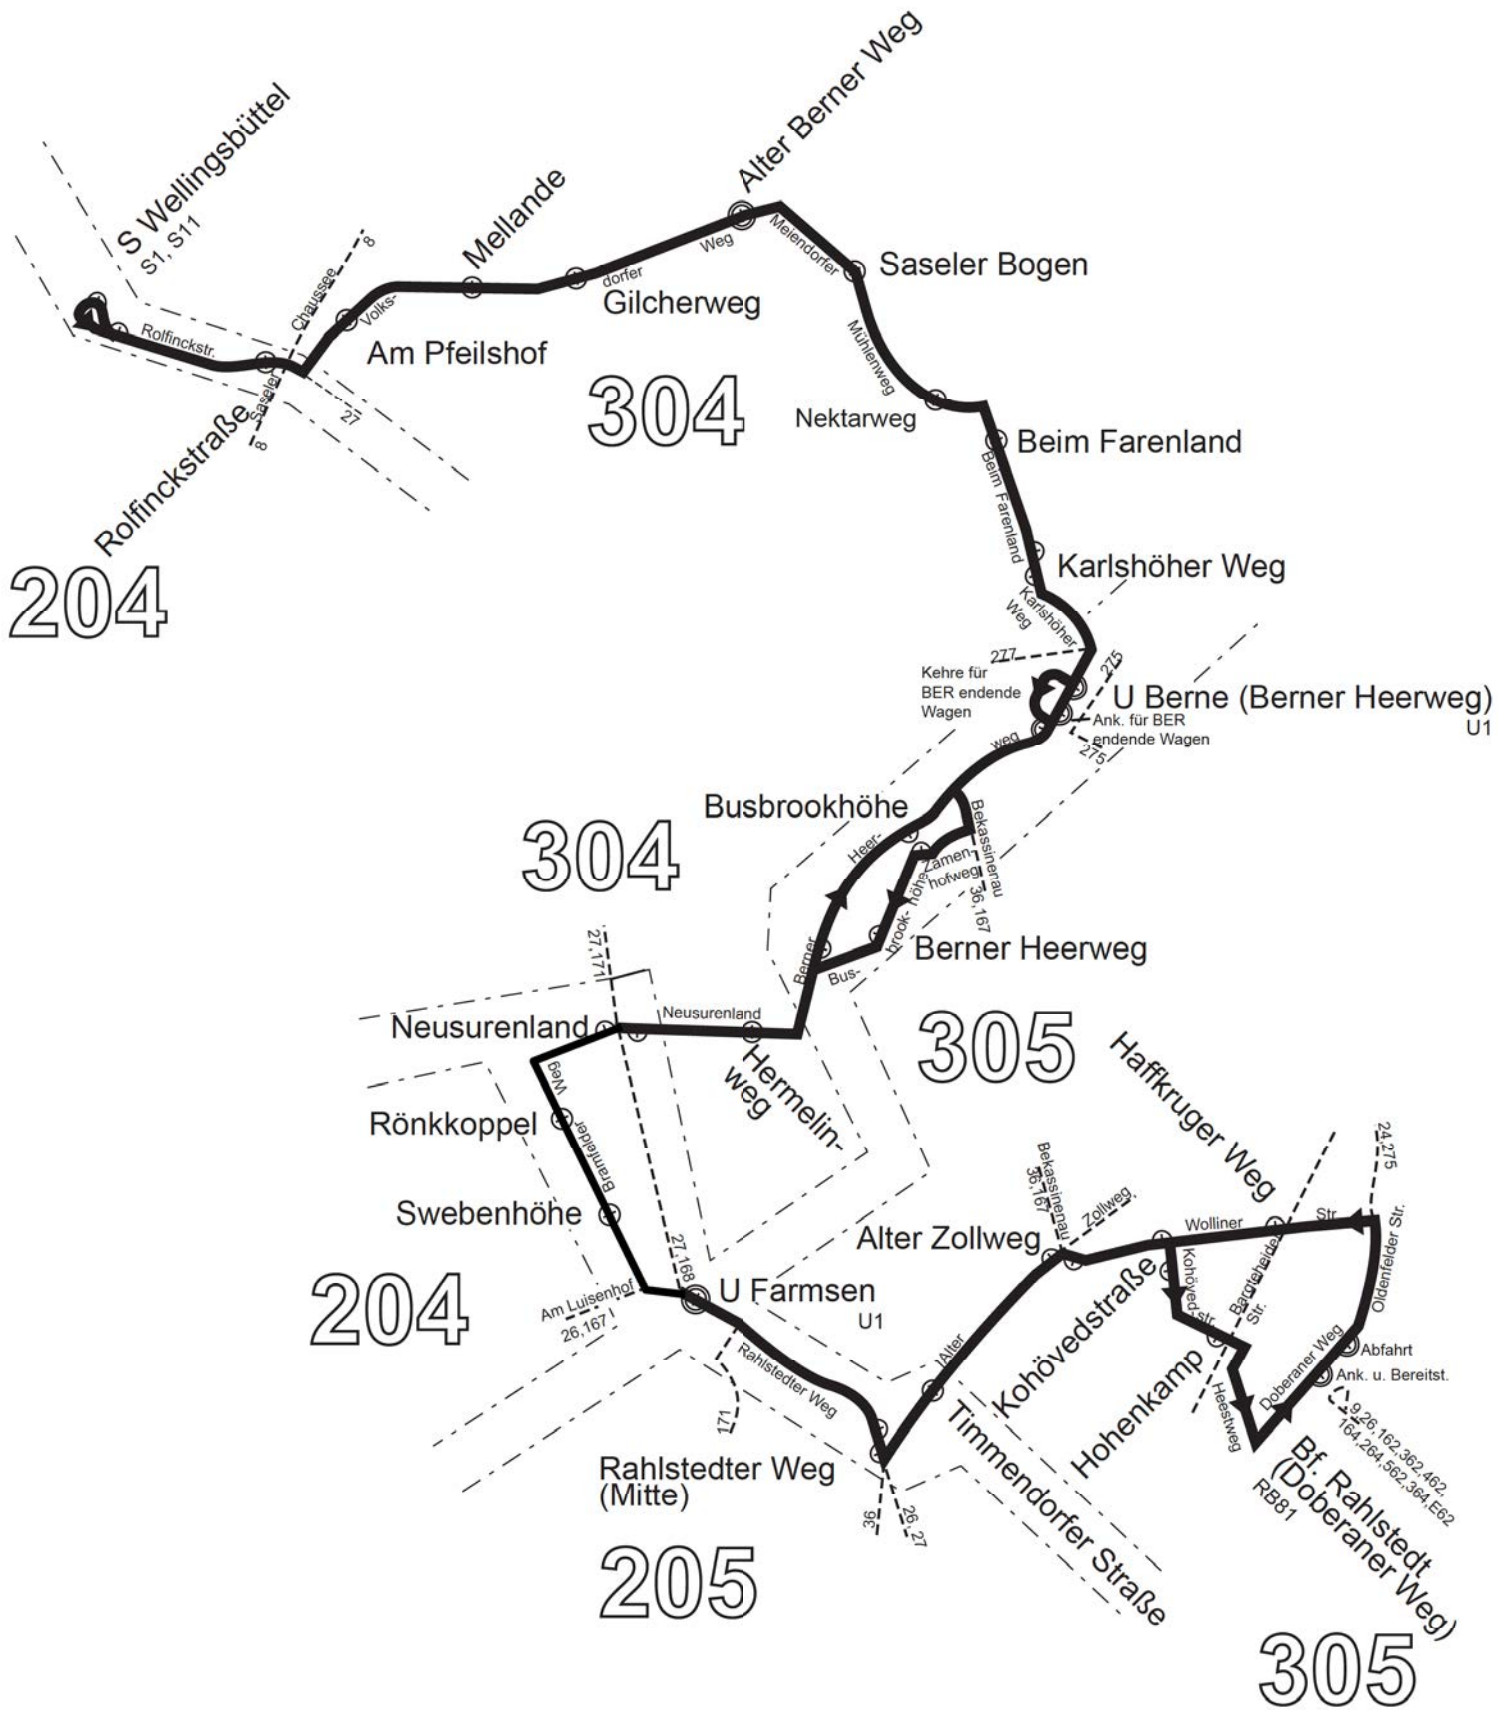 Alter Berner Weg
S Wellingsbüttel
S1, S11
Mellande
8
Chaussee
Volks-
dorfer
Weg
Meiendorfer
Saseler Bogen
Gilcherweg
Rolfinckstr.
Am Pfeilshof
Mühlenweg
304
Saseler
8
27
Nektarweg
Beim Farenland
Rolfinckstraße
Beim Farenland
204
Karlshöher Weg
Karlshöher
Weg
277
275
Kehre für
BER endende
Wagen
U Berne (Berner Heerweg)
U1
Ank. für BER
endende Wagen
275
weg
Busbrookhöhe
Bekassinenau
36,167
Heer-
Zamen-
hofweg
304
höhe
brook-
Berner Heerweg
Berner
Bus-
27,171
Neusurenland
Neusurenland
305
Hermelin-
weg
Haffkruger Weg
Weg
Rönkkoppel
Bramfelder
24,275
Bekassinenau
36,167
Zollweg
Swebenhöhe
Alter Zollweg
Wolliner
Str.
Oldenfelder Str.
27,168
Kohövedstraße
Kohöved-
str.
Bargteheider
Str.
204
Am Luisenhof
26,167
U Farmsen
U1
Rahlstedter Weg
Alter
Abfahrt
Doberaner Weg
Ank. u. Bereitst.
Hohenkamp
Heestweg
171
9,26,162,362,462,
164,264,562,364,E62
Timmendorfer Straße
Rahlstedter Weg
(Mitte)
Bf. Rahlstedt
(Doberaner Weg)
RB81
36
26, 27
205
305